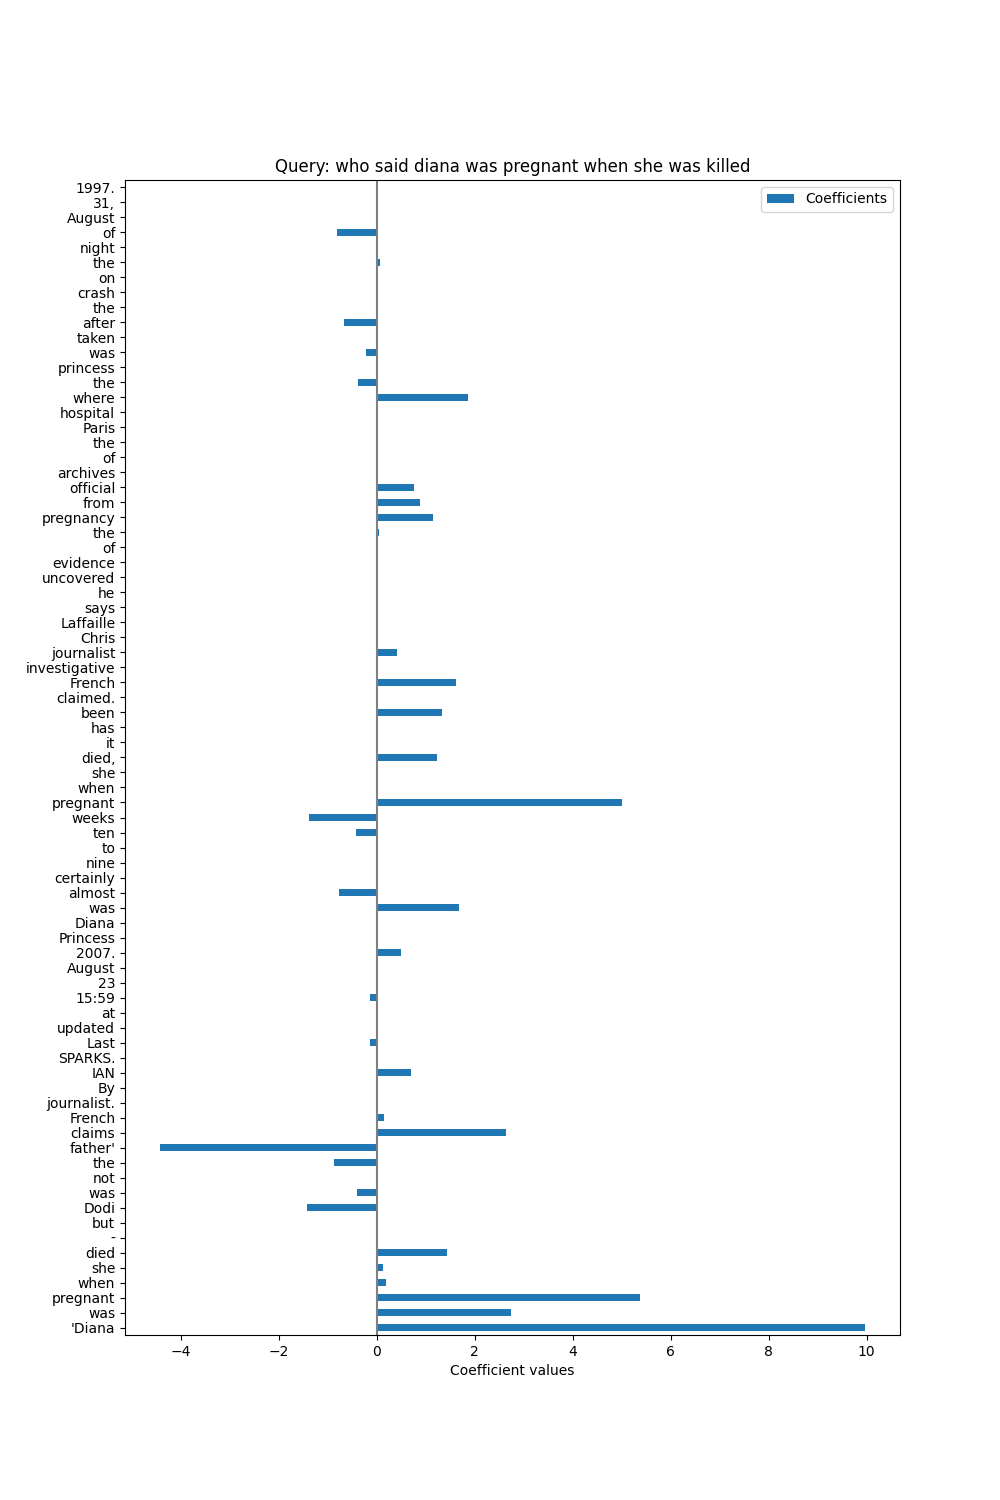 Query: who said diana was pregnant when she was killed
Coefficients
1997.
31,
August
of
night
the
on
crash
the
after
taken
was
princess
the
where
hospital
Paris
the
of
archives
official
from
pregnancy
the
of
evidence
uncovered
he
says
Laffaille
Chris
journalist
investigative
French
claimed.
been
has
it
died,
she
when
pregnant
weeks
ten
to
nine
certainly
almost
was
Diana
Princess
2007.
August
23
15:59
at
updated
Last
SPARKS.
IAN
By
journalist.
French
claims
father'
the
not
was
Dodi
but
-
died
she
when
pregnant
was
'Diana
−4 −2 0 2 4 6 8 10
Coefficient values